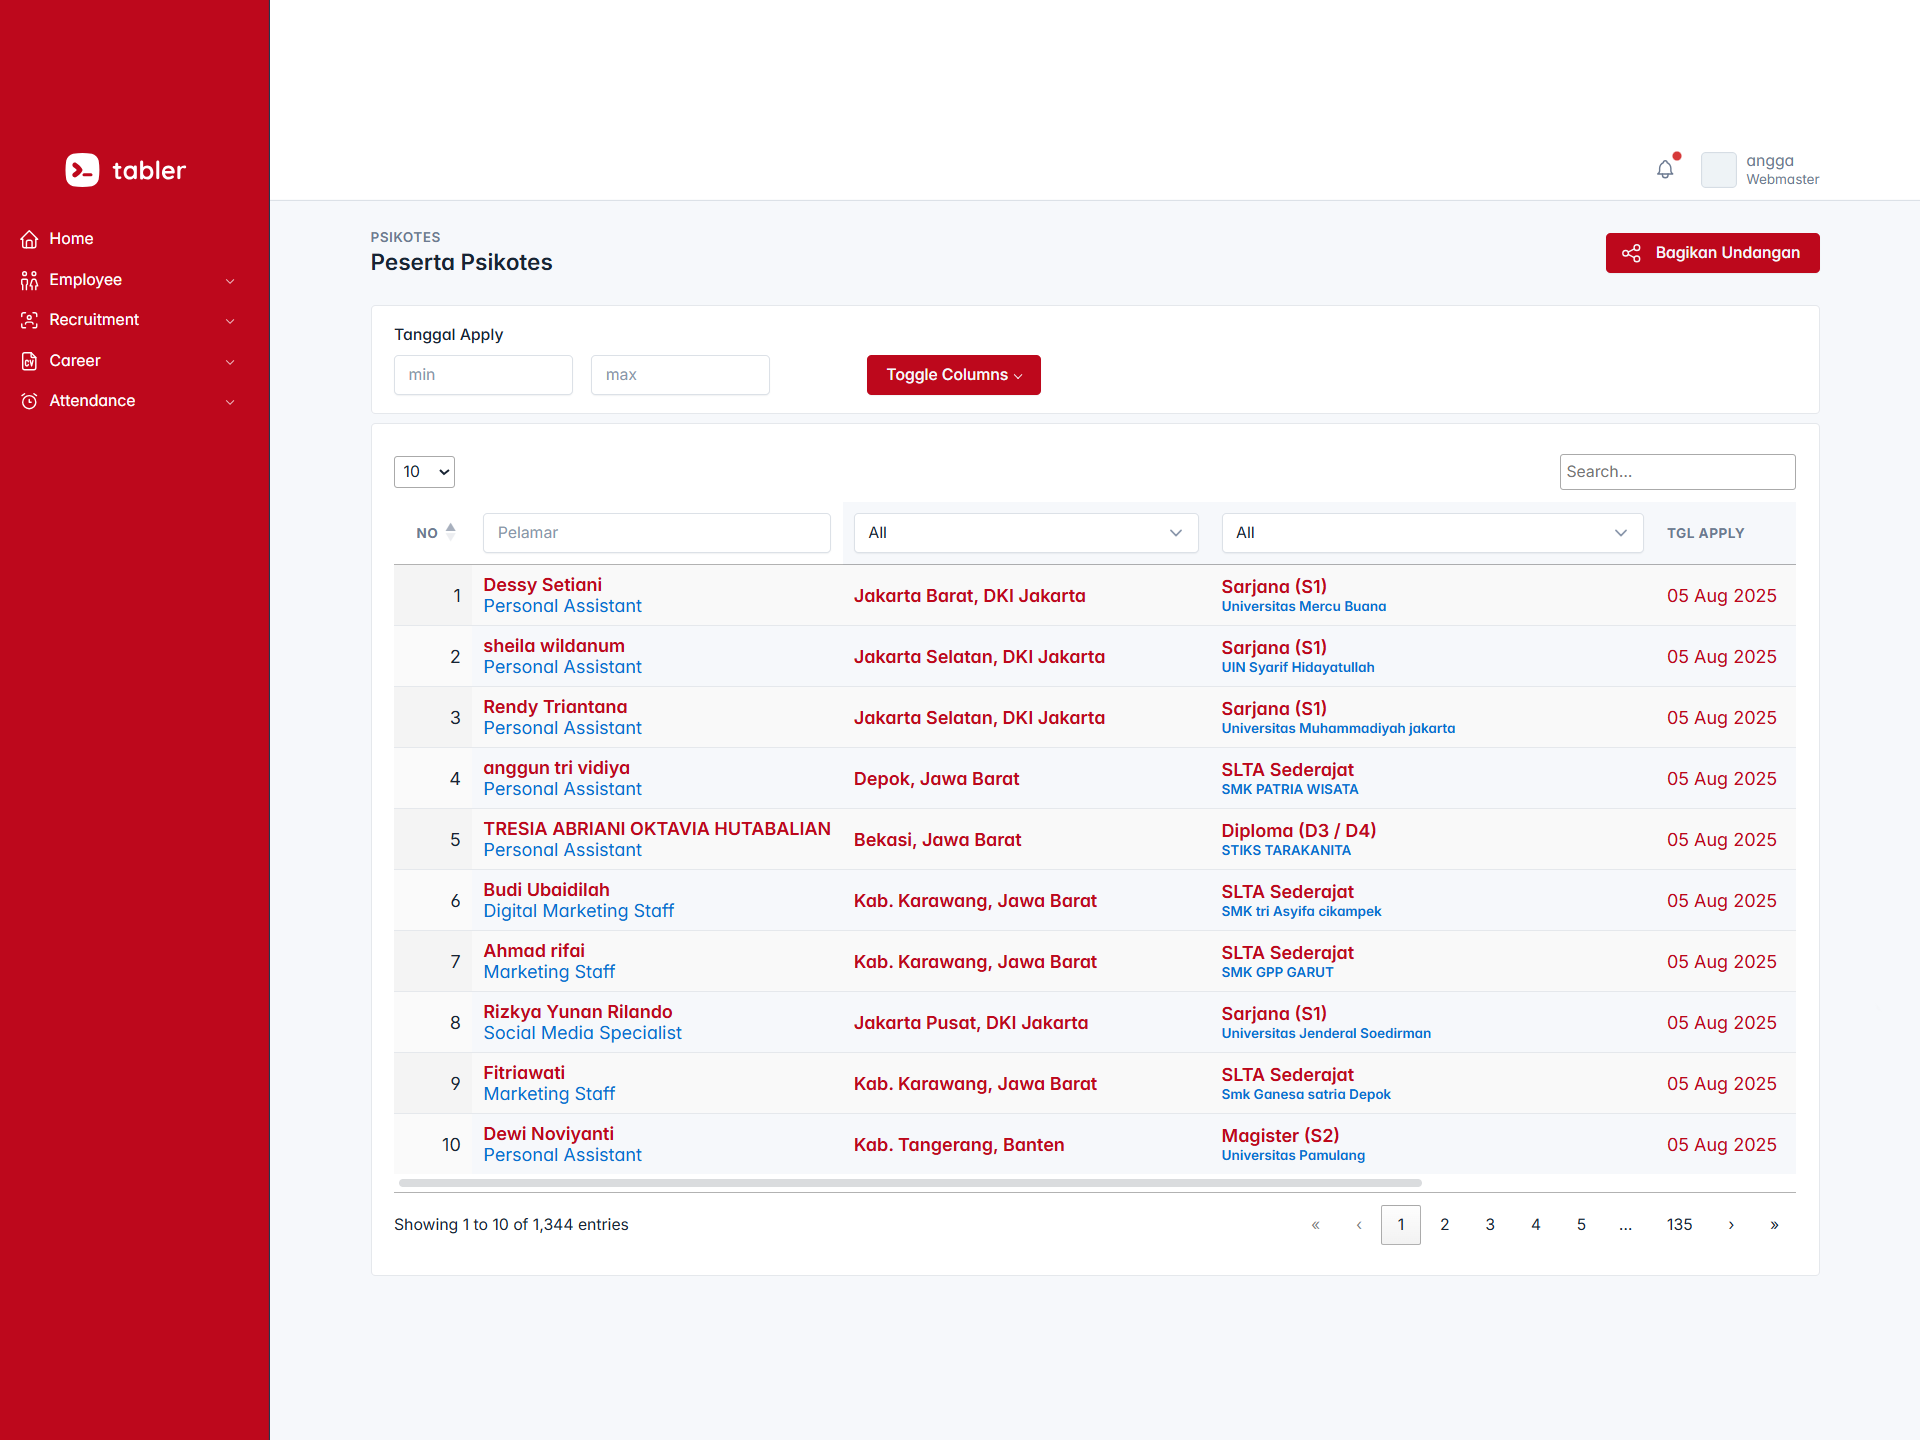 tabler
Home
Employee
Recruitment
Career
Attendance
angga
Webmaster
PSIKOTES
Peserta Psikotes
Bagikan Undangan
Tanggal Apply
min
max
Toggle Columns
10
Search...
NO
Pelamar
All
All
TGL APPLY
1
Dessy Setiani
Personal Assistant
Jakarta Barat, DKI Jakarta
Sarjana (S1)
Universitas Mercu Buana
05 Aug 2025
2
sheila wildanum
Personal Assistant
Jakarta Selatan, DKI Jakarta
Sarjana (S1)
UIN Syarif Hidayatullah
05 Aug 2025
3
Rendy Triantana
Personal Assistant
Jakarta Selatan, DKI Jakarta
Sarjana (S1)
Universitas Muhammadiyah jakarta
05 Aug 2025
4
anggun tri vidiya
Personal Assistant
Depok, Jawa Barat
SLTA Sederajat
SMK PATRIA WISATA
05 Aug 2025
5
TRESIA ABRIANI OKTAVIA HUTABALIAN
Personal Assistant
Bekasi, Jawa Barat
Diploma (D3 / D4)
STIKS TARAKANITA
05 Aug 2025
6
Budi Ubaidilah
Digital Marketing Staff
Kab. Karawang, Jawa Barat
SLTA Sederajat
SMK tri Asyifa cikampek
05 Aug 2025
7
Ahmad rifai
Marketing Staff
Kab. Karawang, Jawa Barat
SLTA Sederajat
SMK GPP GARUT
05 Aug 2025
8
Rizkya Yunan Rilando
Social Media Specialist
Jakarta Pusat, DKI Jakarta
Sarjana (S1)
Universitas Jenderal Soedirman
05 Aug 2025
9
Fitriawati
Marketing Staff
Kab. Karawang, Jawa Barat
SLTA Sederajat
Smk Ganesa satria Depok
05 Aug 2025
10
Dewi Noviyanti
Personal Assistant
Kab. Tangerang, Banten
Magister (S2)
Universitas Pamulang
05 Aug 2025
Showing 1 to 10 of 1,344 entries
« ‹ 1 2 3 4 5 ... 135 › »